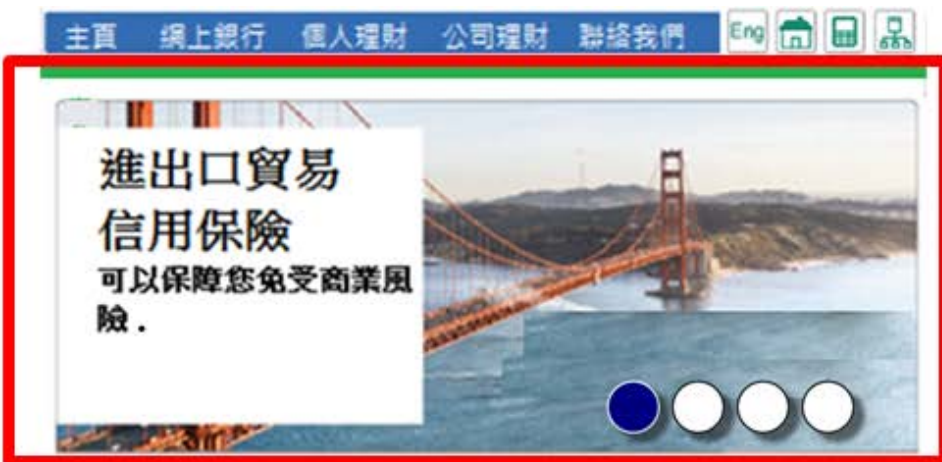 主頁 網上銀行 個人理財 公司理財 聯絡我們 Eng
進出口貿易
信用保險
可以保障您免受商業風
險．